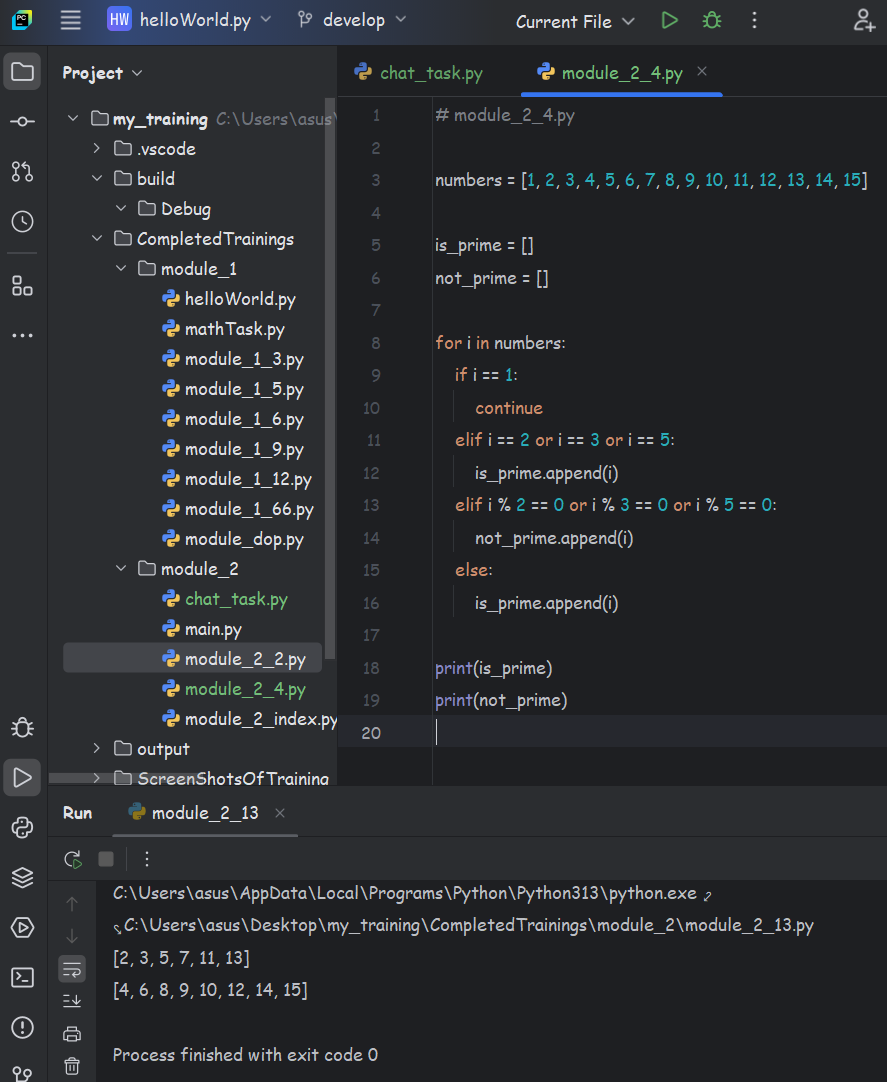 PC
HW helloWorld.py develop Current File
Project
chat_task.py module_2_4.py
my_training C:\Users\asus\
.vscode
build
Debug
CompletedTrainings
module_1
helloWorld.py
mathTask.py
module_1_3.py
module_1_5.py
module_1_6.py
module_1_9.py
module_1_12.py
module_1_66.py
module_dop.py
module_2
chat_task.py
main.py
module_2_2.py
module_2_4.py
module_2_index.py
output
ScreenShotsOfTraining
1 # module_2_4.py
2
3 numbers = [1, 2, 3, 4, 5, 6, 7, 8, 9, 10, 11, 12, 13, 14, 15]
4
5 is_prime = []
6 not_prime = []
7
8 for i in numbers:
9 if i == 1:
10 continue
11 elif i == 2 or i == 3 or i == 5:
12 is_prime.append(i)
13 elif i % 2 == 0 or i % 3 == 0 or i % 5 == 0:
14 not_prime.append(i)
15 else:
16 is_prime.append(i)
17
18 print(is_prime)
19 print(not_prime)
20
Run module_2_13
C:\Users\asus\AppData\Local\Programs\Python\Python313\python.exe
C:\Users\asus\Desktop\my_training\CompletedTrainings\module_2\module_2_13.py
[2, 3, 5, 7, 11, 13]
[4, 6, 8, 9, 10, 12, 14, 15]
Process finished with exit code 0